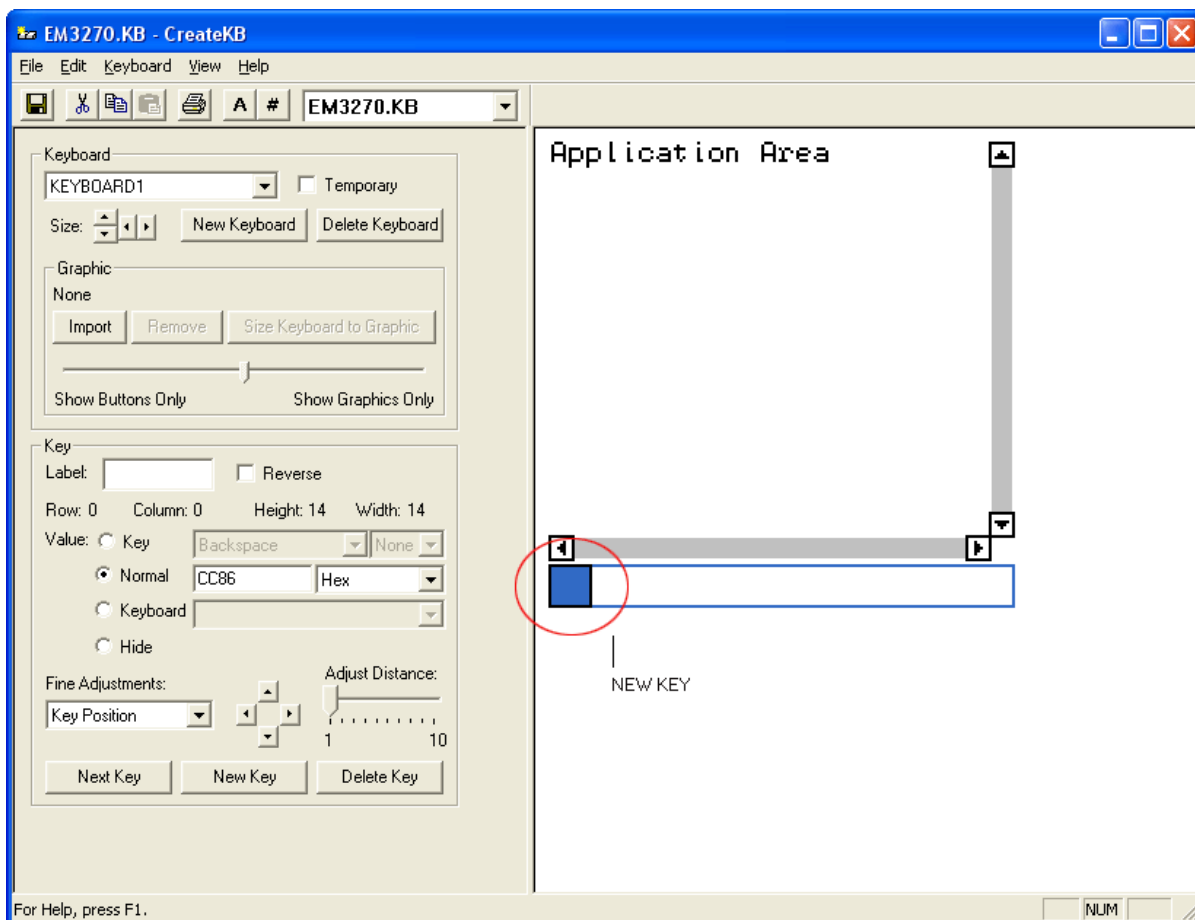 EM3270.KB - CreateKB
File Edit Keyboard View Help
A # EM3270.KB
Keyboard
KEYBOARD1 Temporary
Size: New Keyboard Delete Keyboard
Graphic
None
Import Remove Size Keyboard to Graphic
Show Buttons Only Show Graphics Only
Key
Label: Reverse
Row: 0 Column: 0 Height: 14 Width: 14
Value: Key Backspace None
Normal CC86 Hex
Keyboard
Hide
Fine Adjustments: Adjust Distance:
Key Position
1 10
Next Key New Key Delete Key
Application Area
NEW KEY
For Help, press F1. NUM